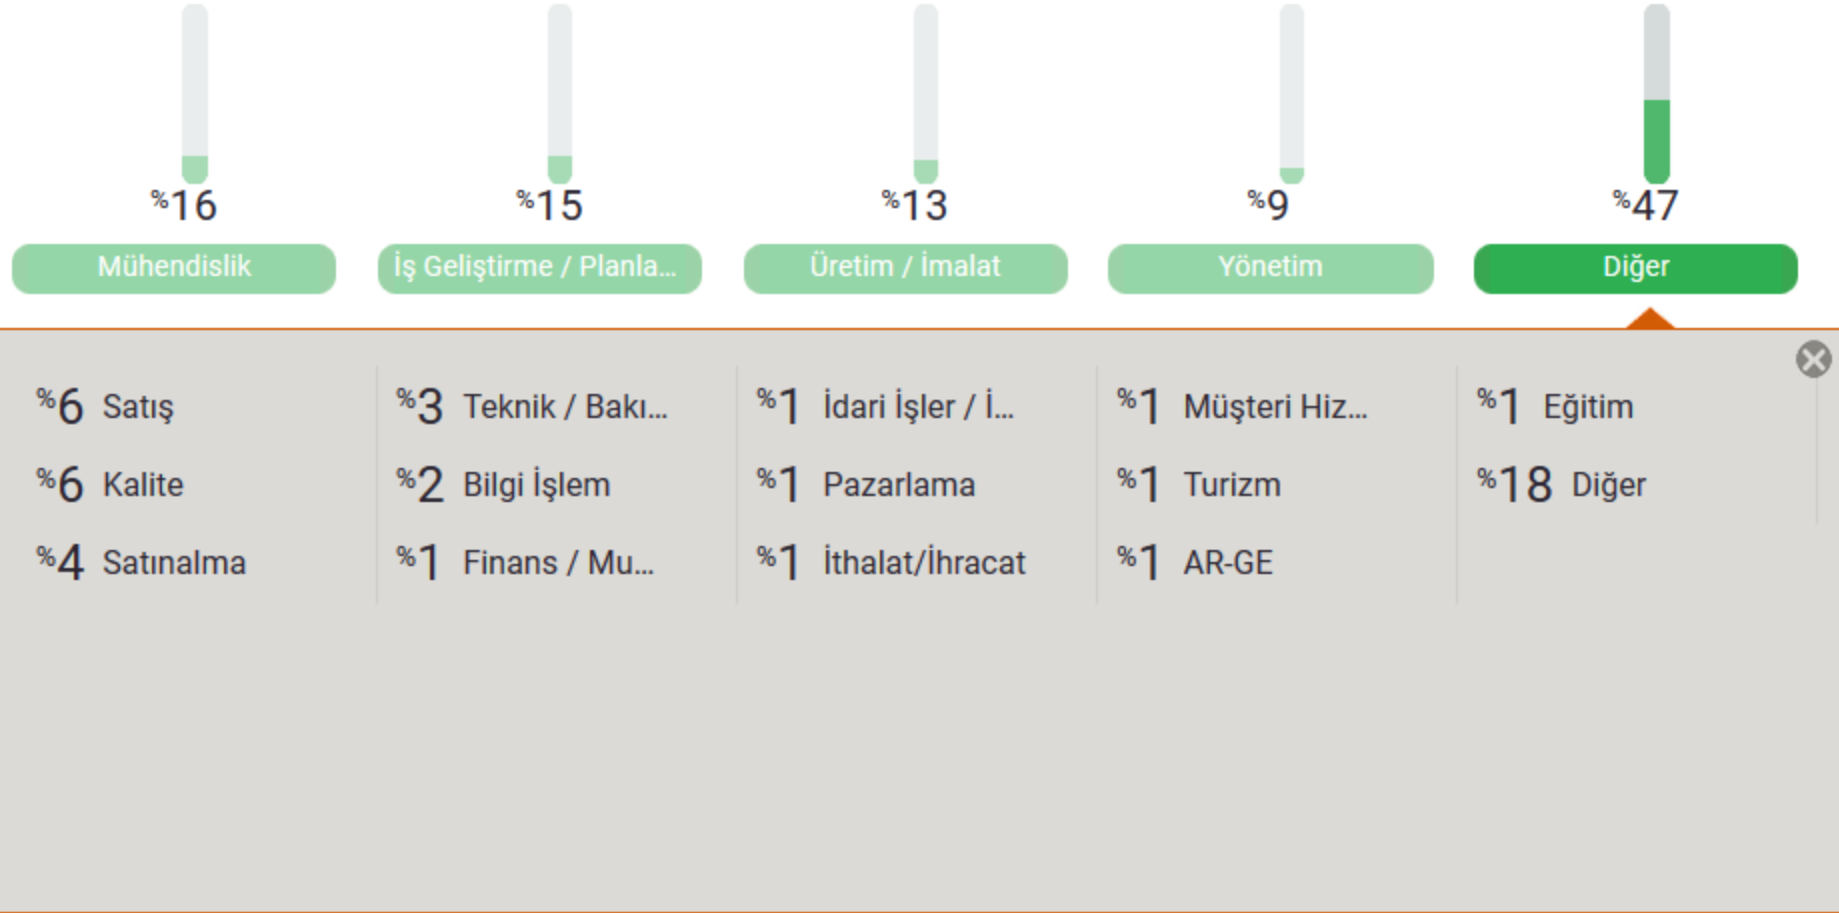 %16
%15
%13
%9
%47
Mühendislik
İş Geliştirme / Planla...
Üretim / İmalat
Yönetim
Diğer
%6 Satış
%6 Kalite
%4 Satınalma
%3 Teknik / Bakı...
%2 Bilgi İşlem
%1 Finans / Mu...
%1 İdari İşler / İ...
%1 Pazarlama
%1 İthalat/İhracat
%1 Müşteri Hiz...
%1 Turizm
%1 AR-GE
%1 Eğitim
%18 Diğer